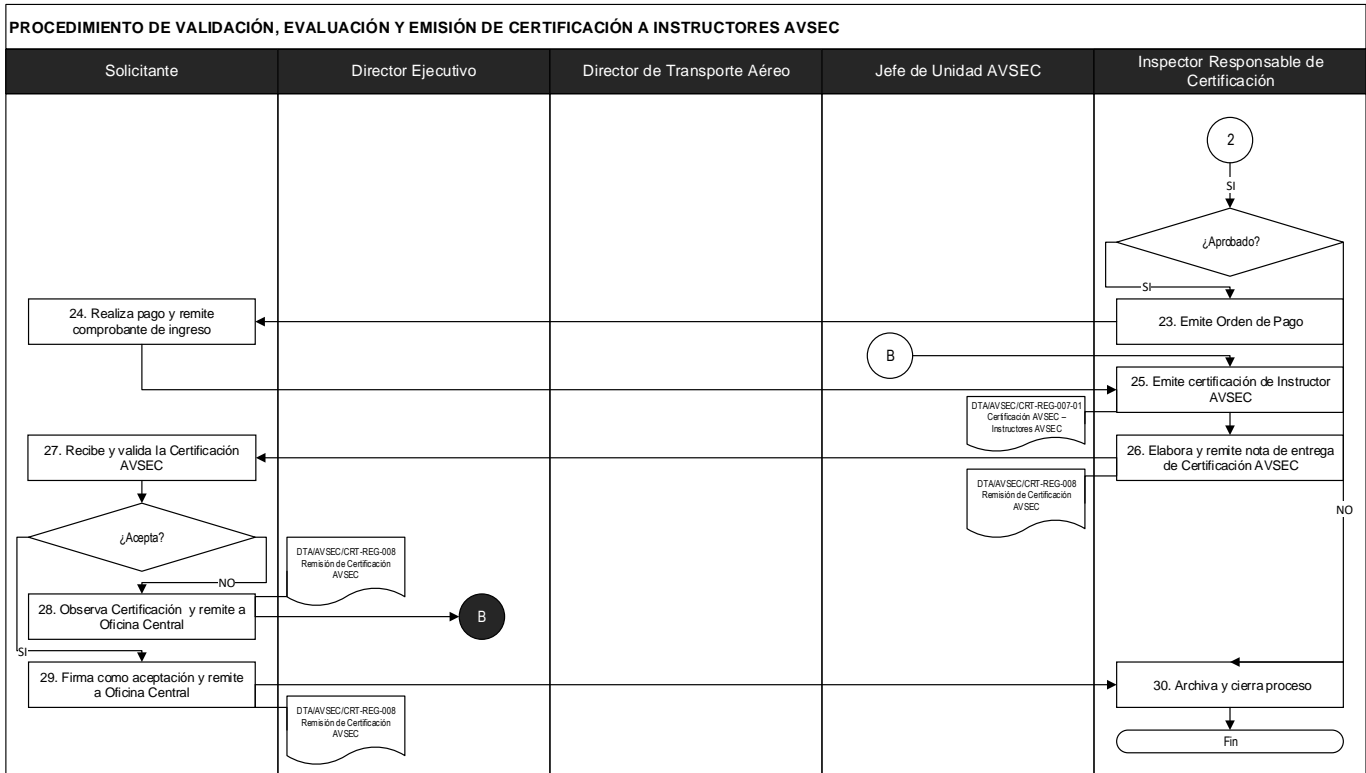 PROCEDIMIENTO DE VALIDACIÓN, EVALUACIÓN Y EMISIÓN DE CERTIFICACIÓN A INSTRUCTORES AVSEC
Solicitante
Director Ejecutivo
Director de Transporte Aéreo
Jefe de Unidad AVSEC
Inspector Responsable de
Certificación
2
SI
¿Aprobado?
SI
24. Realiza pago y remite
comprobante de ingreso
23. Emite Orden de Pago
B
25. Emite certificación de Instructor
AVSEC
DTA/AVSEC/CRT-REG-007-01
Certificación AVSEC –
Instructores AVSEC
27. Recibe y valida la Certificación
AVSEC
26. Elabora y remite nota de entrega
de Certificación AVSEC
DTA/AVSEC/CRT-REG-008
Remisión de Certificación
AVSEC
NO
¿Acepta?
DTA/AVSEC/CRT-REG-008
Remisión de Certificación
AVSEC
NO
28. Observa Certificación y remite a
Oficina Central
B
SI
29. Firma como aceptación y remite
a Oficina Central
30. Archiva y cierra proceso
DTA/AVSEC/CRT-REG-008
Remisión de Certificación
AVSEC
Fin